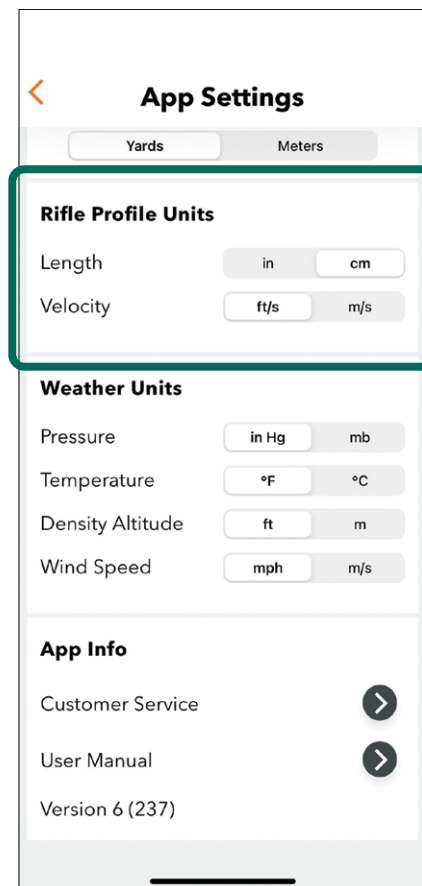 App Settings
Yards Meters
Rifle Profile Units
Length in cm
Velocity ft/s m/s
Weather Units
Pressure in Hg mb
Temperature °F °C
Density Altitude ft m
Wind Speed mph m/s
App Info
Customer Service
User Manual
Version 6 (237)